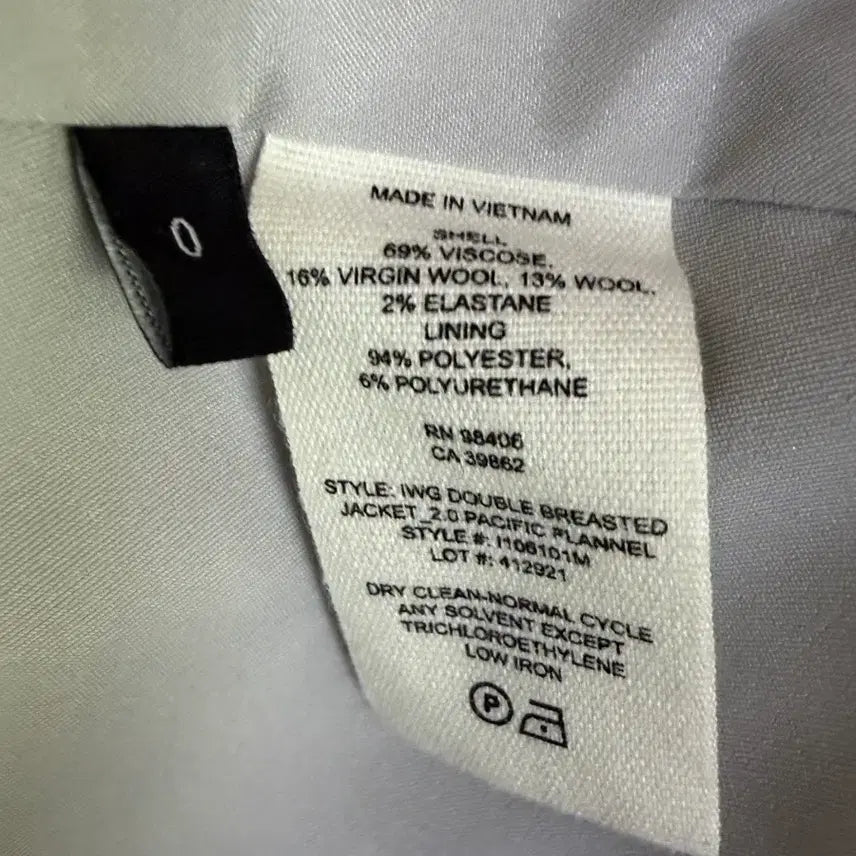 0
MADE IN VIETNAM
SHELL
69% VISCOSE,
16% VIRGIN WOOL, 13% WOOL,
2% ELASTANE
LINING
94% POLYESTER,
6% POLYURETHANE
RN 98406
CA 39862
STYLE: IWG DOUBLE BREASTED
JACKET_2.0 PACIFIC FLANNEL
STYLE #: I106101M
LOT #: 412921
DRY CLEAN-NORMAL CYCLE
ANY SOLVENT EXCEPT
TRICHLOROETHYLENE
LOW IRON
P